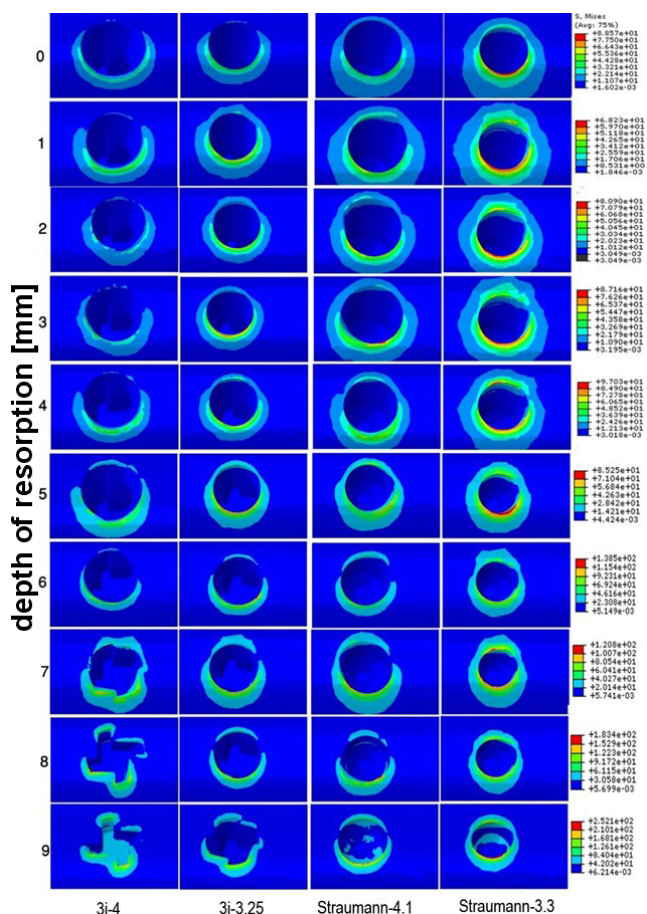 S, Mises
(Avg: 75%)
+8.857e+01
+7.750e+01
+6.643e+01
+5.536e+01
+4.428e+01
+3.321e+01
+2.214e+01
+1.107e+01
+1.602e-03
0
+6.823e+01
+5.970e+01
+5.118e+01
+4.265e+01
+3.412e+01
+2.559e+01
+1.706e+01
+8.531e+00
+1.846e-03
1
+8.090e+01
+7.079e+01
+6.068e+01
+5.056e+01
+4.045e+01
+3.034e+01
+2.023e+01
+1.012e+01
+3.049e-03
+3.049e-03
2
depth of resorption [mm]
+8.716e+01
+7.626e+01
+6.537e+01
+5.447e+01
+4.358e+01
+3.269e+01
+2.179e+01
+1.090e+01
+3.195e-03
3
+9.703e+01
+8.490e+01
+7.278e+01
+6.065e+01
+4.852e+01
+3.639e+01
+2.426e+01
+1.213e+01
+3.018e-03
4
+8.525e+01
+7.104e+01
+5.684e+01
+4.263e+01
+2.842e+01
+1.421e+01
+4.424e-03
5
+1.385e+02
+1.154e+02
+9.231e+01
+6.924e+01
+4.616e+01
+2.308e+01
+5.149e-03
6
+1.208e+02
+1.007e+02
+8.054e+01
+6.041e+01
+4.027e+01
+2.014e+01
+5.741e-03
7
+1.834e+02
+1.529e+02
+1.223e+02
+9.172e+01
+6.115e+01
+3.058e+01
+5.699e-03
8
+2.521e+02
+2.101e+02
+1.681e+02
+1.261e+02
+8.404e+01
+4.202e+01
+6.214e-03
9
3i-4 3i-3.25 Straumann-4.1 Straumann-3.3